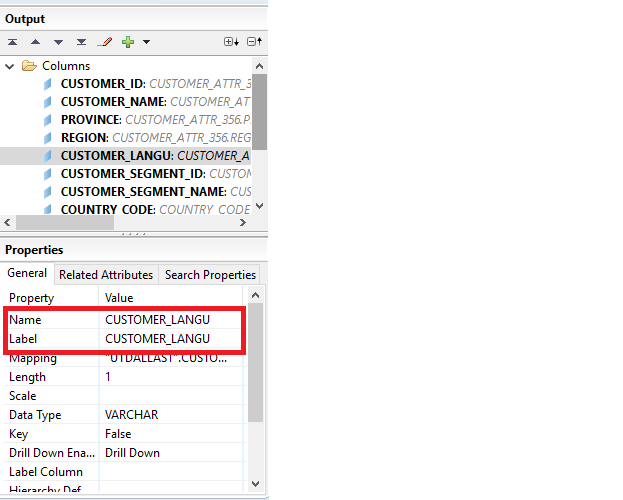 Output
Columns
CUSTOMER_ID: CUSTOMER_ATTR_3
CUSTOMER_NAME: CUSTOMER_AT
PROVINCE: CUSTOMER_ATTR_356.P
REGION: CUSTOMER_ATTR_356.REG
CUSTOMER_LANGU: CUSTOMER_A
CUSTOMER_SEGMENT_ID: CUSTOM
CUSTOMER_SEGMENT_NAME: CUS
COUNTRY_CODE: COUNTRY_CODE
Properties
General Related Attributes Search Properties
Property Value
Name CUSTOMER_LANGU
Label CUSTOMER_LANGU
Mapping "UTDALLAST".CUSTO...
Length 1
Scale
Data Type VARCHAR
Key False
Drill Down Ena... Drill Down
Label Column
Hierarchy Def